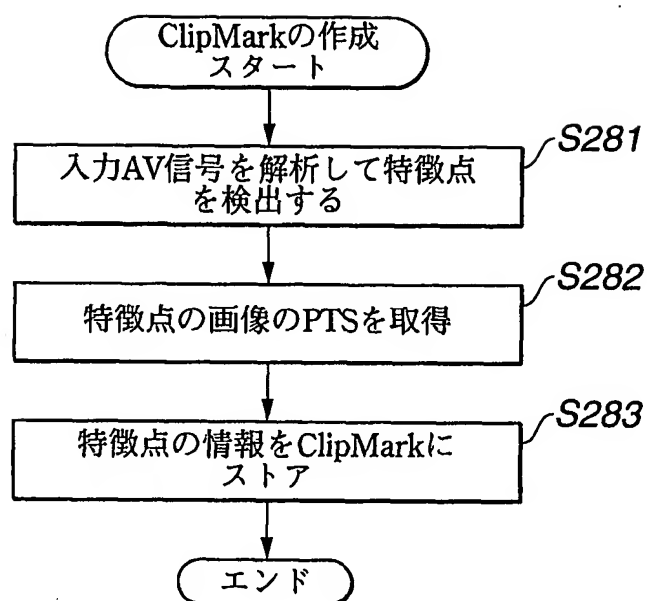 ClipMarkの作成
スタート
S281
入力AV信号を解析して特徴点
を検出する
S282
特徴点の画像のPTSを取得
S283
特徴点の情報をClipMarkに
ストア
エンド